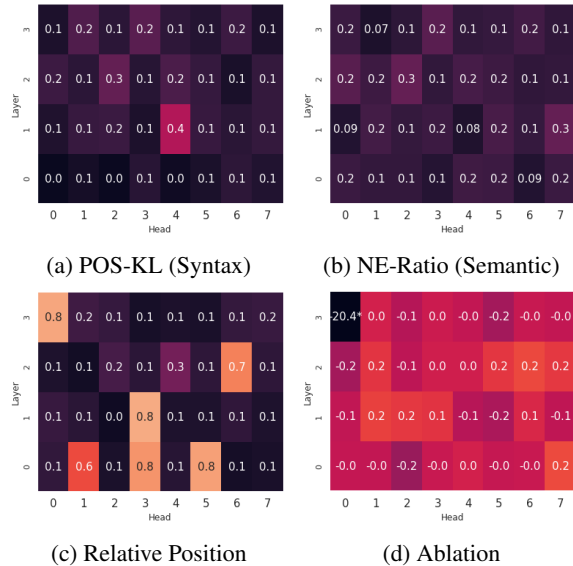 3 0.1 0.2 0.1 0.2 0.1 0.1 0.2 0.1
2 0.2 0.1 0.3 0.1 0.2 0.1 0.1 0.1
Layer
1 0.1 0.1 0.2 0.1 0.4 0.1 0.1 0.1
0 0.0 0.1 0.0 0.1 0.0 0.1 0.1 0.1
0 1 2 3 4 5 6 7
Head
(a) POS-KL (Syntax)
3 0.2 0.07 0.1 0.2 0.1 0.1 0.2 0.1
2 0.2 0.1 0.3 0.1 0.2 0.2 0.1 0.1
Layer
1 0.09 0.2 0.1 0.2 0.08 0.1 0.1 0.3
0 0.2 0.1 0.1 0.1 0.2 0.2 0.09 0.2
0 1 2 3 4 5 6 7
Head
(b) NE-Ratio (Semantic)
3 0.8 0.2 0.1 0.1 0.1 0.1 0.1 0.2
2 0.1 0.1 0.2 0.1 0.3 0.1 0.7 0.1
Layer
1 0.1 0.1 0.0 0.8 0.1 0.1 0.1 0.1
0 0.1 0.6 0.1 0.8 0.1 0.8 0.1 0.1
0 1 2 3 4 5 6 7
Head
(c) Relative Position
3 -20.4* 0.0 -0.1 0.0 -0.0 -0.2 -0.0 -0.0
2 -0.2 0.2 -0.1 0.0 0.0 0.2 0.2 0.2
Layer
1 -0.1 0.2 0.2 0.1 -0.1 -0.2 0.1 -0.1
0 -0.0 -0.0 -0.2 -0.0 -0.0 -0.0 -0.0 0.2
0 1 2 3 4 5 6 7
Head
(d) Ablation